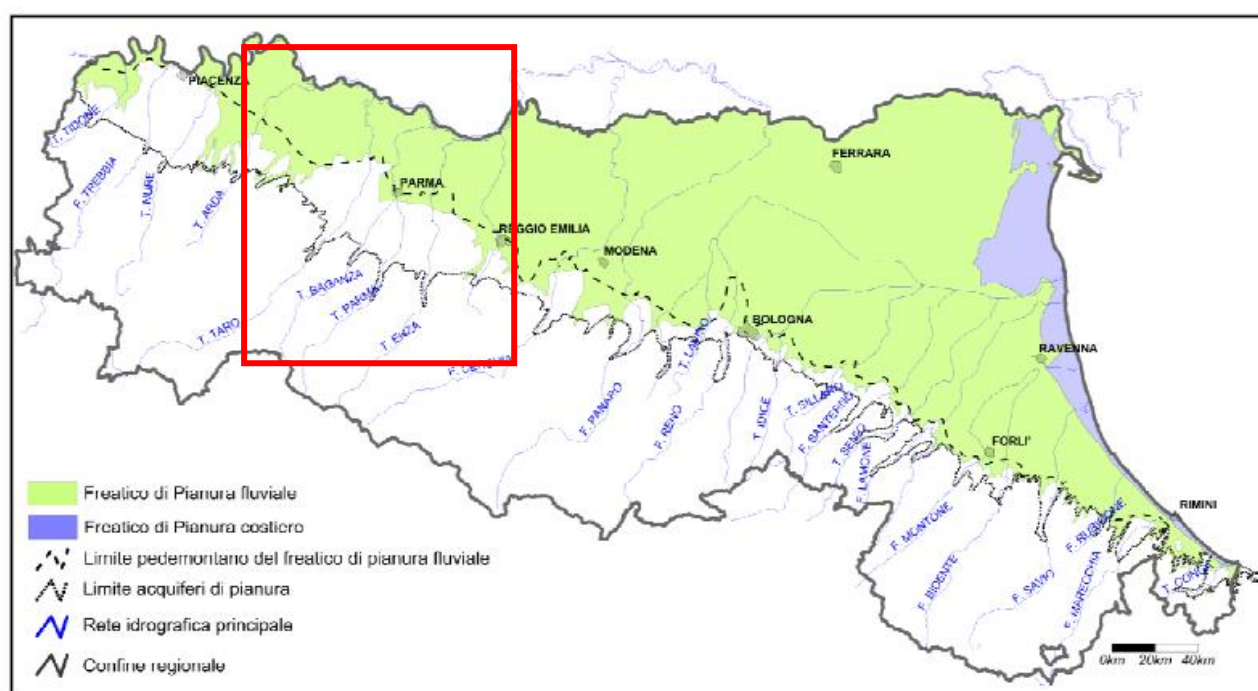 PIACENZA
T. TIDONE
F. TREBBIA
T. NURE
T. ARDA
PARMA
REGGIO EMILIA
MODENA
FERRARA
BOLOGNA
RAVENNA
FORLI'
RIMINI
T. TARO
T. BAGANZA
T. PARMA
T. ENZA
F. PANARO
F. RENO
T. LAVINO
T. IDICE
T. SILLARO
F. SANTERNO
T. SENIO
F. LAMONE
F. MONTONE
F. BIDENTE
F. SAVIO
F. RUBICONE
F. MARECCHIA
T. CONCA
Freatico di Pianura fluviale
Freatico di Pianura costiero
Limite pedemontano del freatico di pianura fluviale
Limite acquiferi di pianura
Rete idrografica principale
Confine regionale
0km 20km 40km